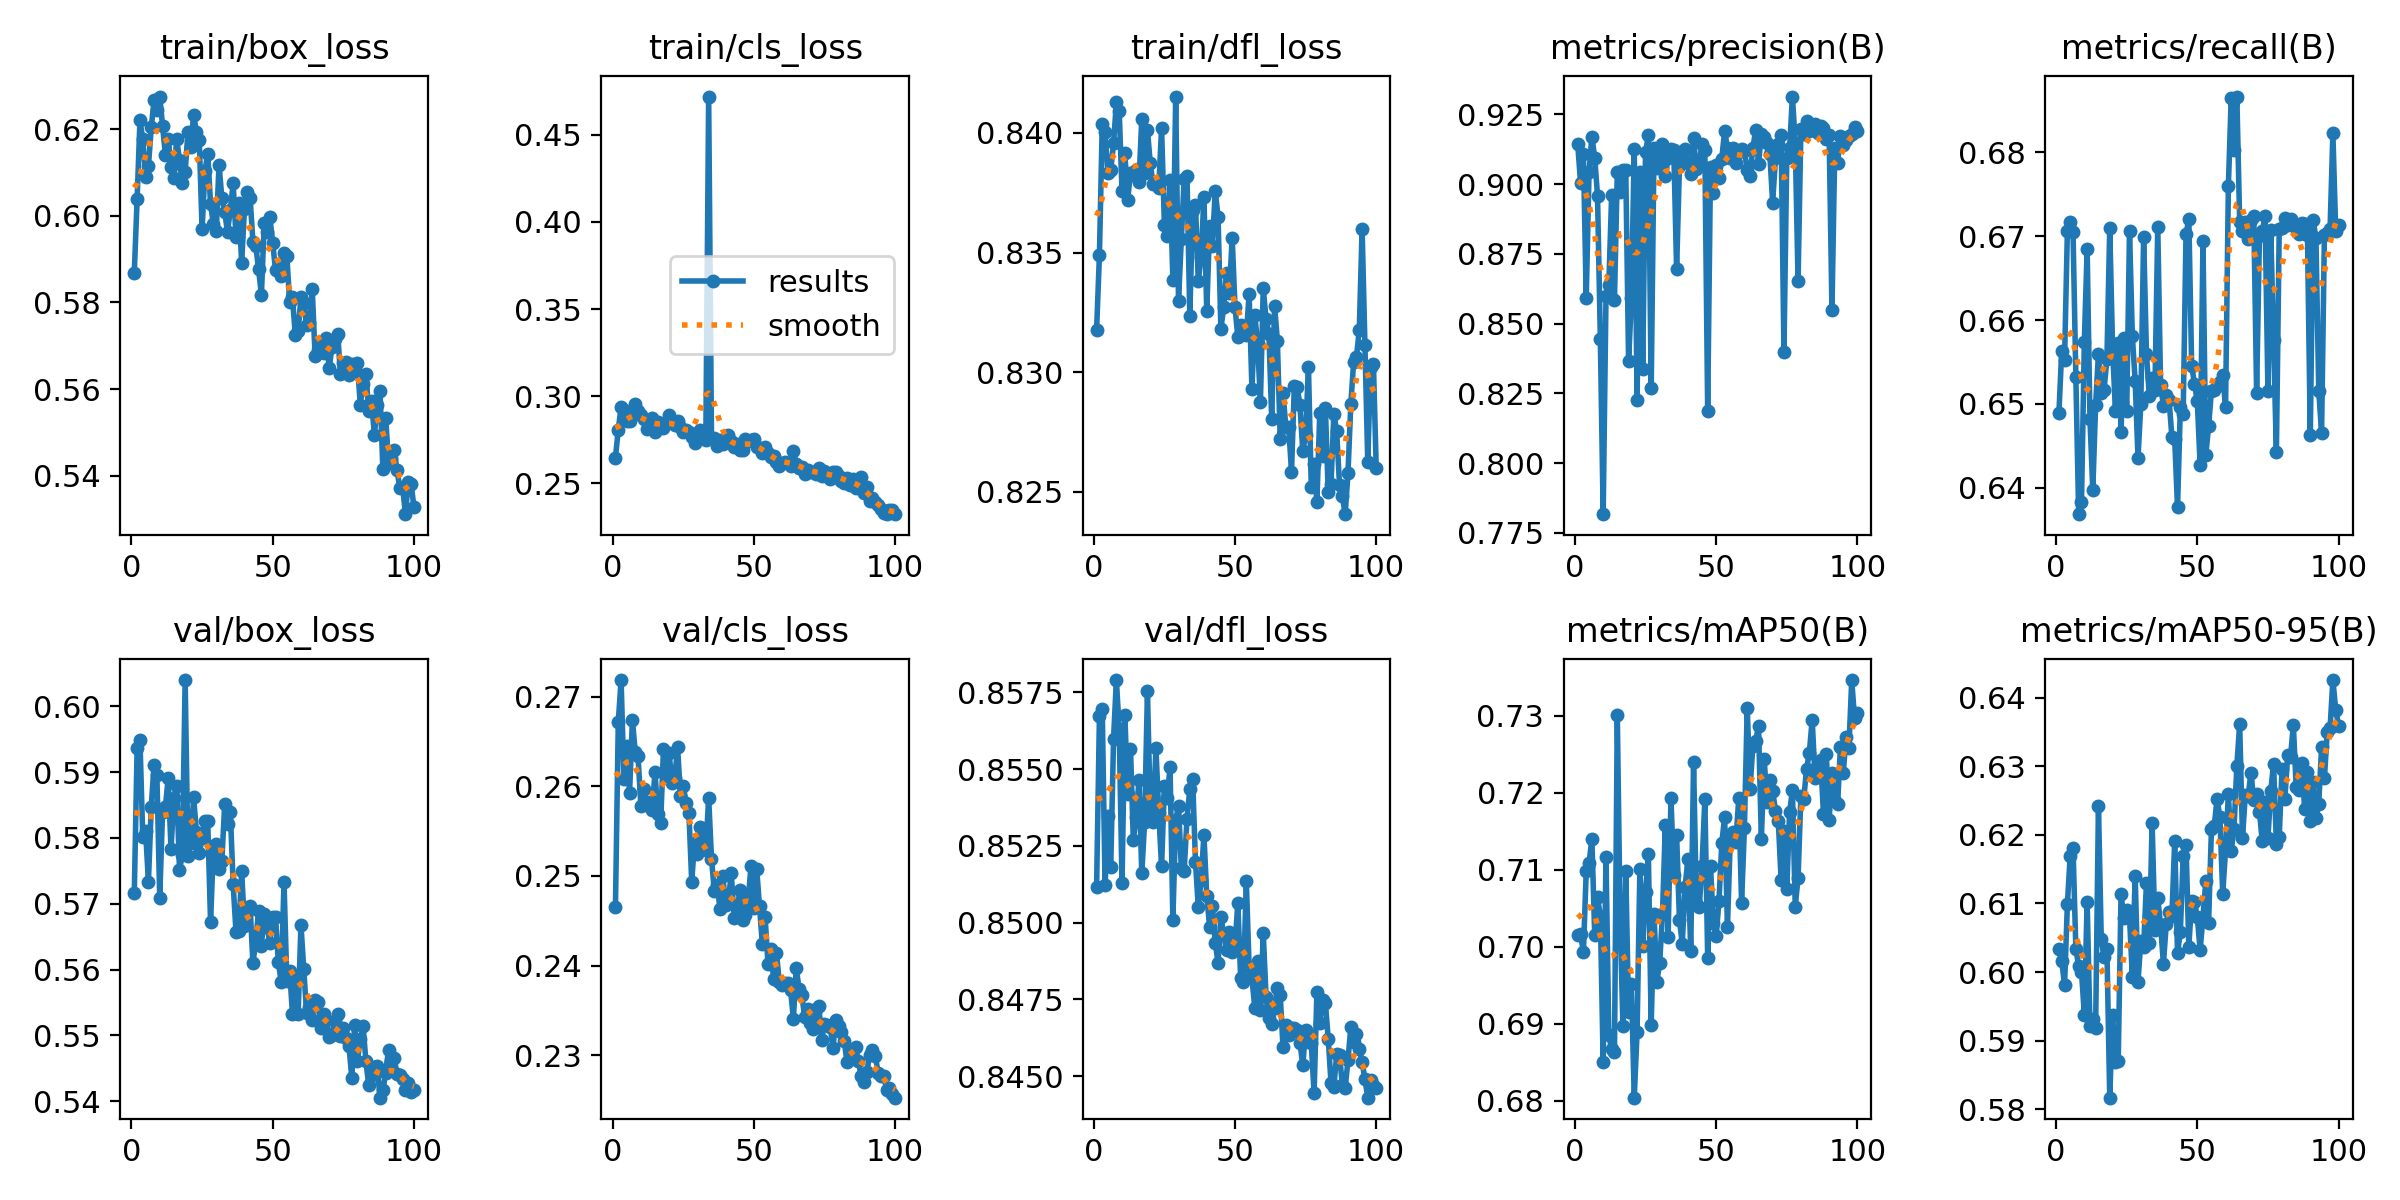 train/box_loss
0.62
0.60
0.58
0.56
0.54
0 50 100
train/cls_loss
0.45
0.40
0.35
0.30
0.25
results
smooth
0 50 100
train/dfl_loss
0.840
0.835
0.830
0.825
0 50 100
metrics/precision(B)
0.925
0.900
0.875
0.850
0.825
0.800
0.775
0 50 100
metrics/recall(B)
0.68
0.67
0.66
0.65
0.64
0 50 100
val/box_loss
0.60
0.59
0.58
0.57
0.56
0.55
0.54
0 50 100
val/cls_loss
0.27
0.26
0.25
0.24
0.23
0 50 100
val/dfl_loss
0.8575
0.8550
0.8525
0.8500
0.8475
0.8450
0 50 100
metrics/mAP50(B)
0.73
0.72
0.71
0.70
0.69
0.68
0 50 100
metrics/mAP50-95(B)
0.64
0.63
0.62
0.61
0.60
0.59
0.58
0 50 100